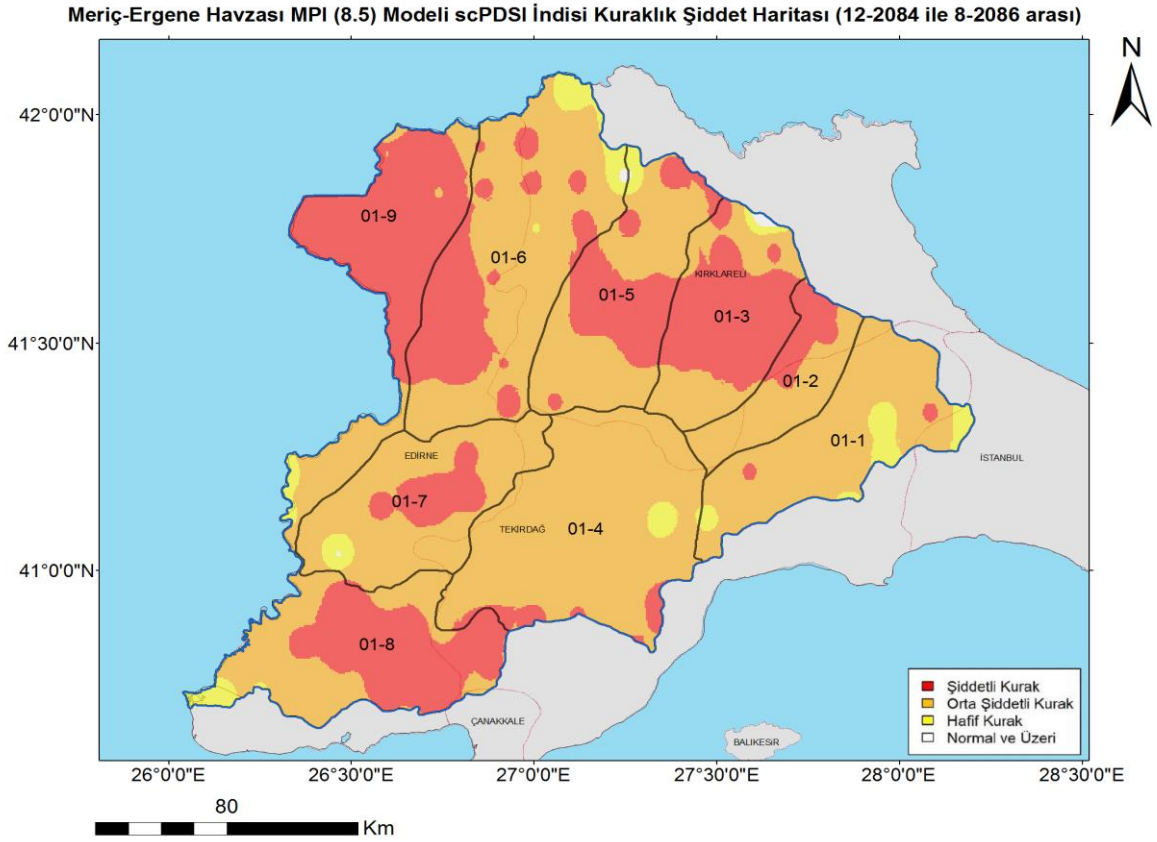 Meriç-Ergene Havzası MPI (8.5) Modeli scPDSI İndisi Kuraklık Şiddet Haritası (12-2084 ile 8-2086 arası)
N
42°0'0"N
41°30'0"N
41°0'0"N
01-9
01-6
KIRKLARELİ
01-5
01-3
01-2
01-1
EDİRNE
İSTANBUL
01-7
TEKİRDAĞ
01-4
01-8
ÇANAKKALE
BALIKESİR
Şiddetli Kurak
Orta Şiddetli Kurak
Hafif Kurak
Normal ve Üzeri
26°0'0"E
26°30'0"E
27°0'0"E
27°30'0"E
28°0'0"E
28°30'0"E
80
Km